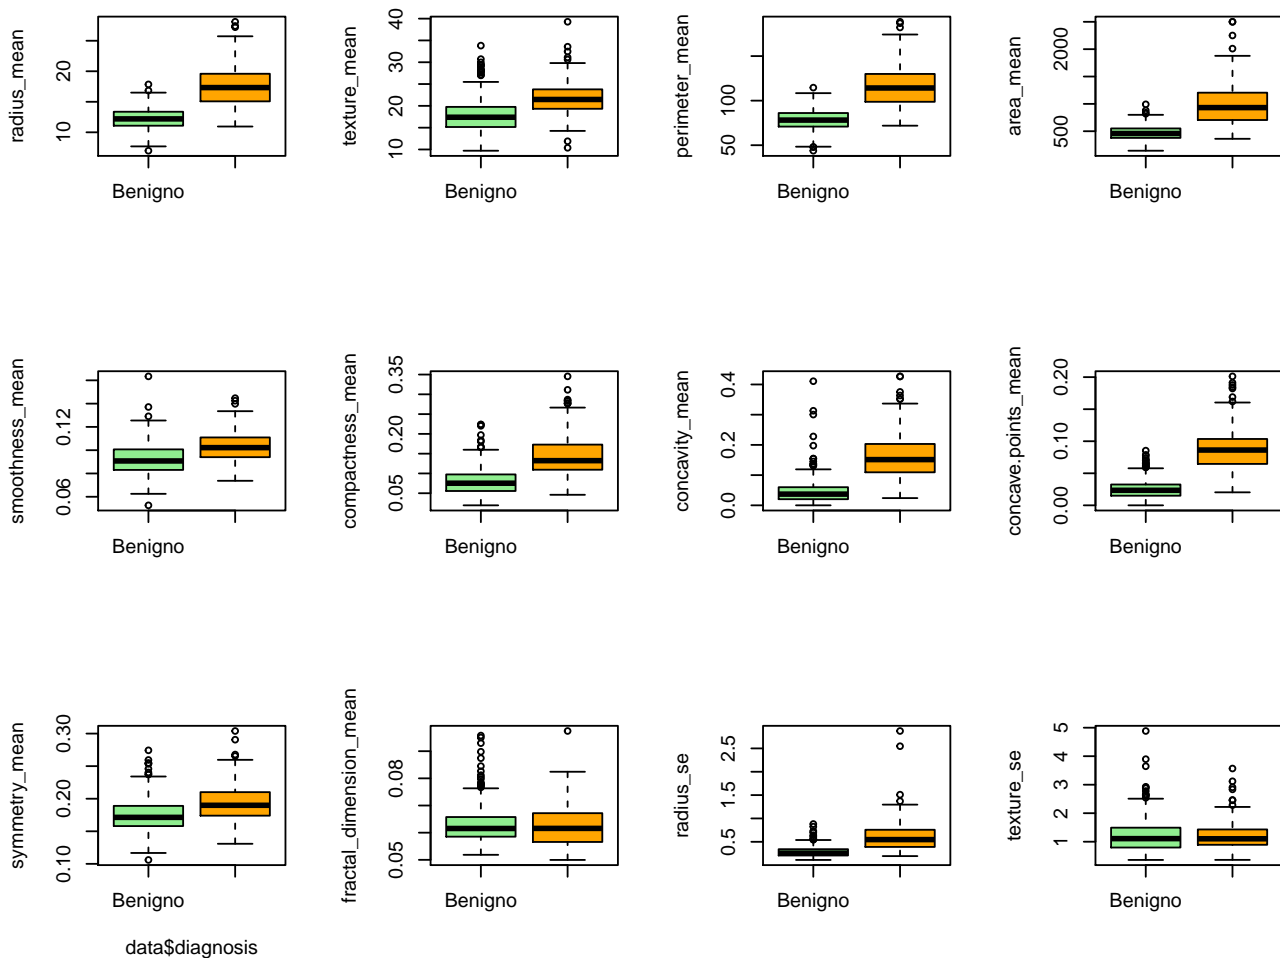 radius_mean
10 20
Benigno
texture_mean
10 20 30 40
Benigno
perimeter_mean
50 100
Benigno
area_mean
500 2000
Benigno
smoothness_mean
0.06 0.12
Benigno
compactness_mean
0.05 0.20 0.35
Benigno
concavity_mean
0.0 0.2 0.4
Benigno
concave.points_mean
0.00 0.10 0.20
Benigno
symmetry_mean
0.10 0.20 0.30
Benigno
fractal_dimension_mean
0.05 0.08
Benigno
radius_se
0.5 1.5 2.5
Benigno
texture_se
1 2 3 4 5
Benigno
data$diagnosis